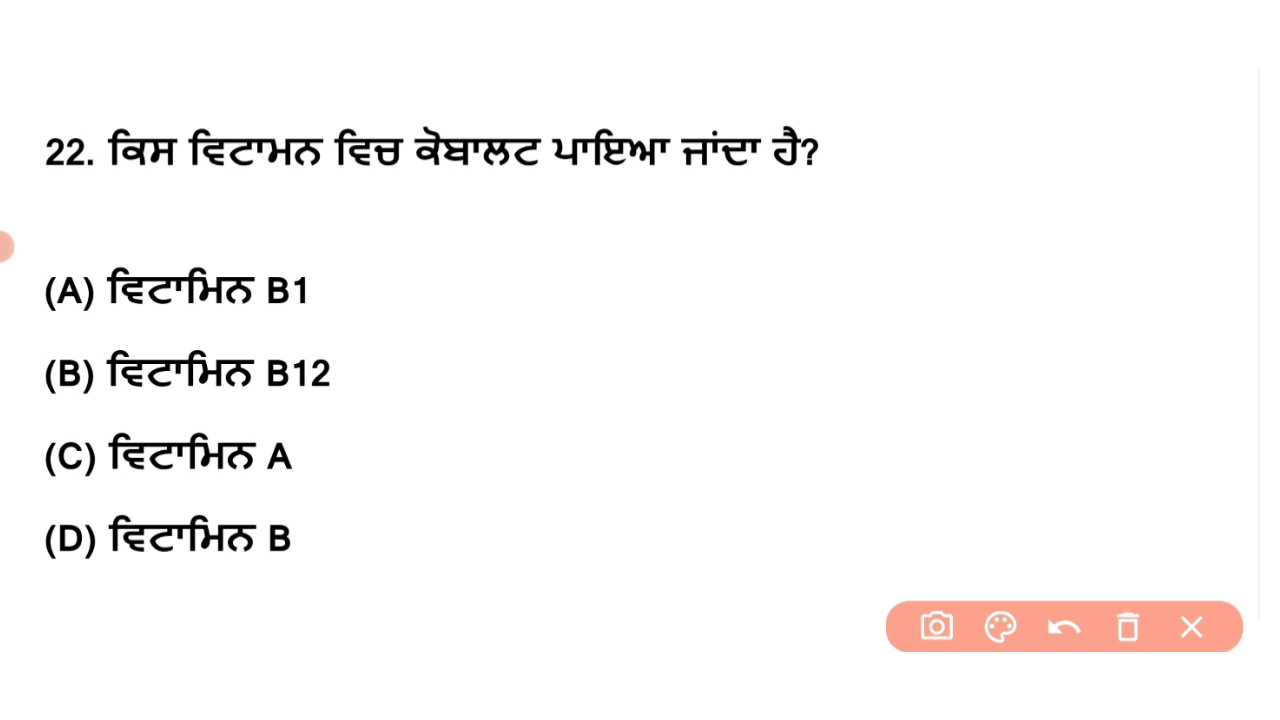 22. ਕਿਸ ਵਿਟਾਮਨ ਵਿਚ ਕੋਬਾਲਟ ਪਾਇਆ ਜਾਂਦਾ ਹੈ?
(A) ਵਿਟਾਮਿਨ B1
(B) ਵਿਟਾਮਿਨ B12
(C) ਵਿਟਾਮਿਨ A
(D) ਵਿਟਾਮਿਨ B